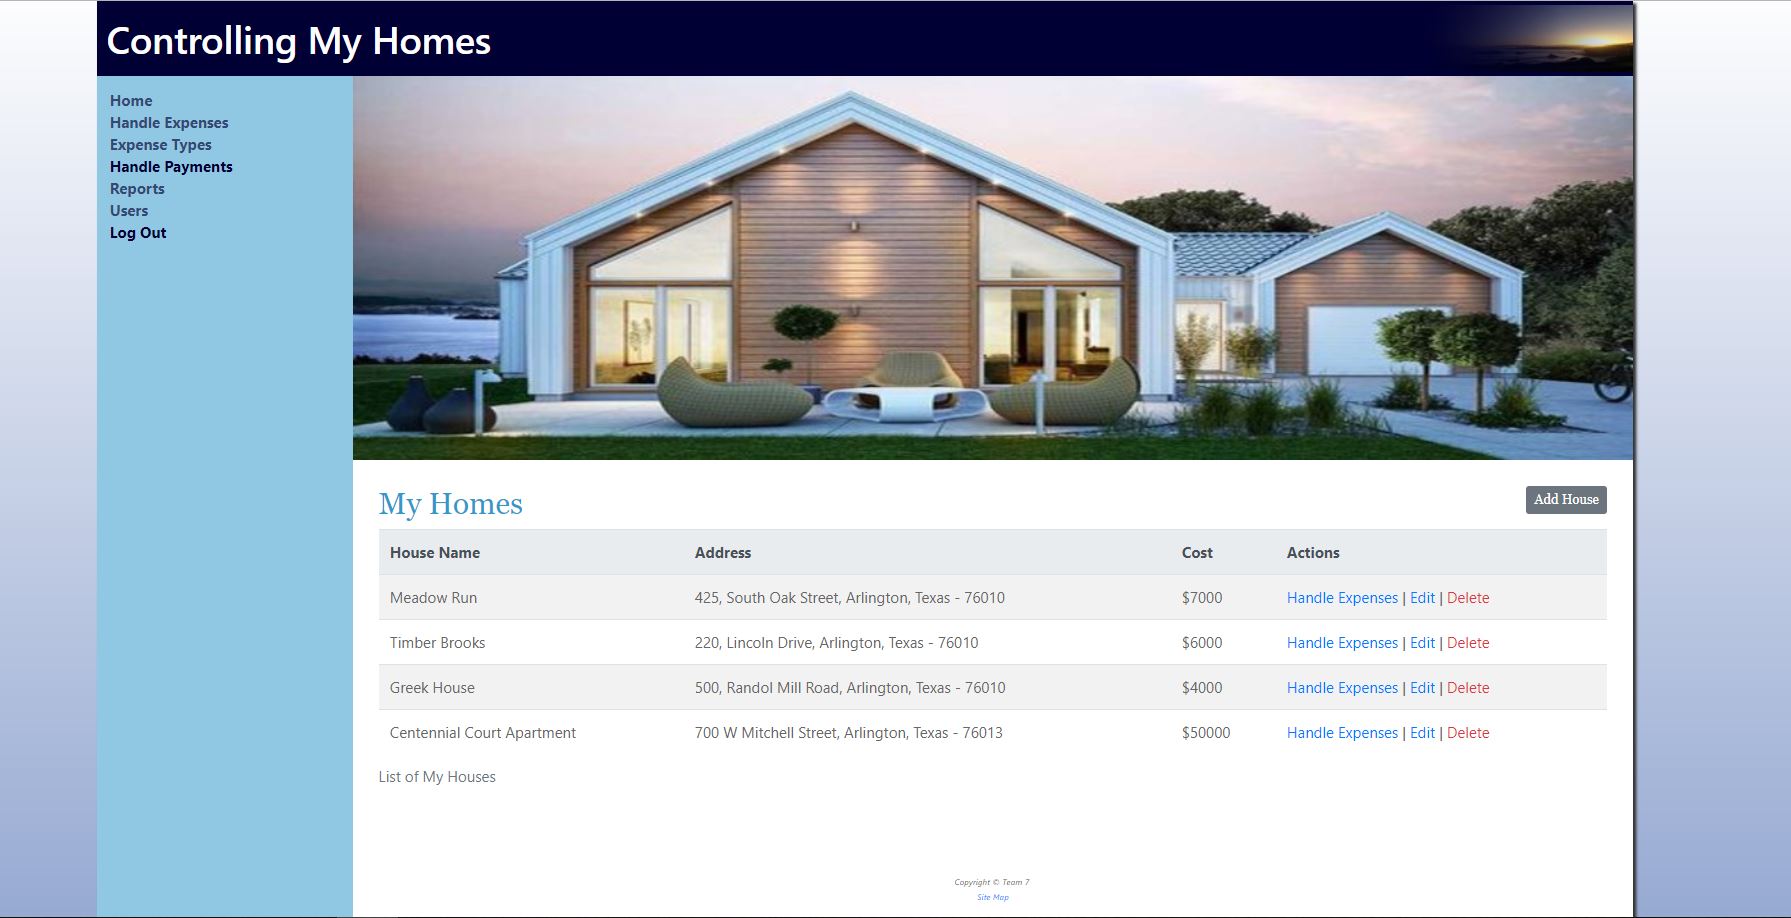 Controlling My Homes
Home
Handle Expenses
Expense Types
Handle Payments
Reports
Users
Log Out
My Homes
Add House
House Name Address Cost Actions
Meadow Run 425, South Oak Street, Arlington, Texas - 76010 $7000 Handle Expenses | Edit | Delete
Timber Brooks 220, Lincoln Drive, Arlington, Texas - 76010 $6000 Handle Expenses | Edit | Delete
Greek House 500, Randol Mill Road, Arlington, Texas - 76010 $4000 Handle Expenses | Edit | Delete
Centennial Court Apartment 700 W Mitchell Street, Arlington, Texas - 76013 $50000 Handle Expenses | Edit | Delete
List of My Houses
Copyright © Team 7
Site Map